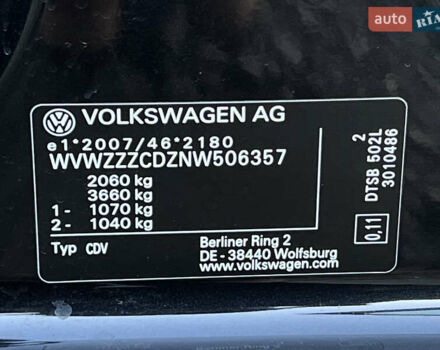 auto RIA
VOLKSWAGEN AG
e1*2007/46*2180
WVWZZZCDZNW506357
2060 kg
3660 kg
1- 1070 kg
2- 1040 kg
Typ CDV
Berliner Ring 2
DE - 38440 Wolfsburg
www.volkswagen.com
2
DTSB 502L
3010486
0,11